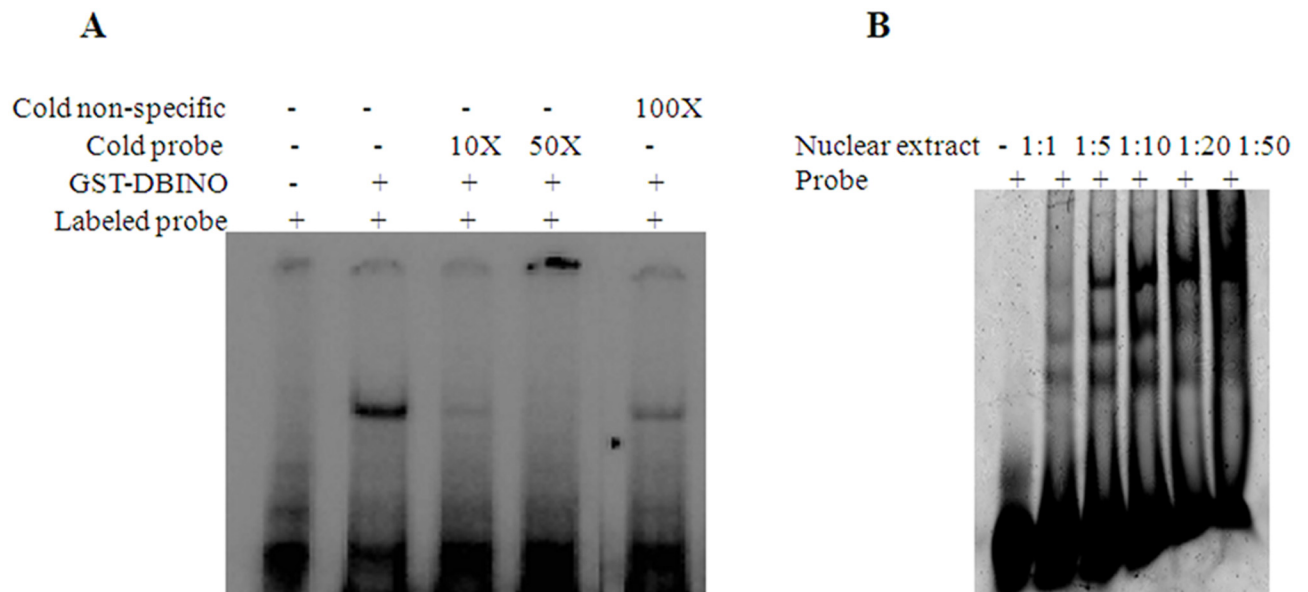 A
B
Cold non-specific - - - - 100X
Cold probe - - 10X 50X -
GST-DBINO - + + + +
Labeled probe + + + + +
Nuclear extract - 1:1 1:5 1:10 1:20 1:50
Probe + + + + + +